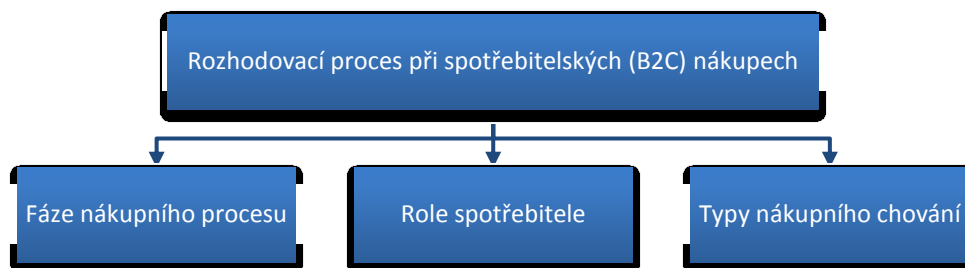 Rozhodovací proces při spotřebitelských (B2C) nákupech
Fáze nákupního procesu
Role spotřebitele
Typy nákupního chování